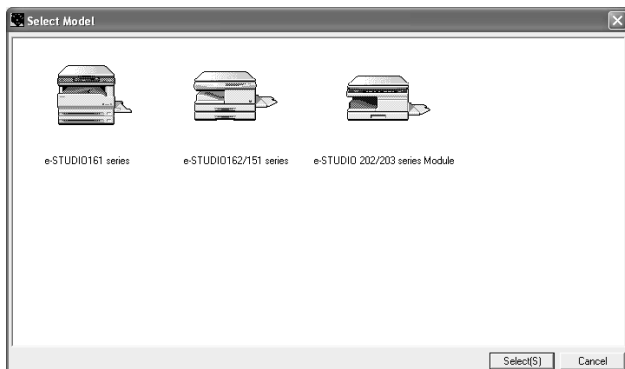 Select Model
e-STUDIO161 series
e-STUDIO162/151 series
e-STUDIO 202/203 series Module
Select(S)
Cancel